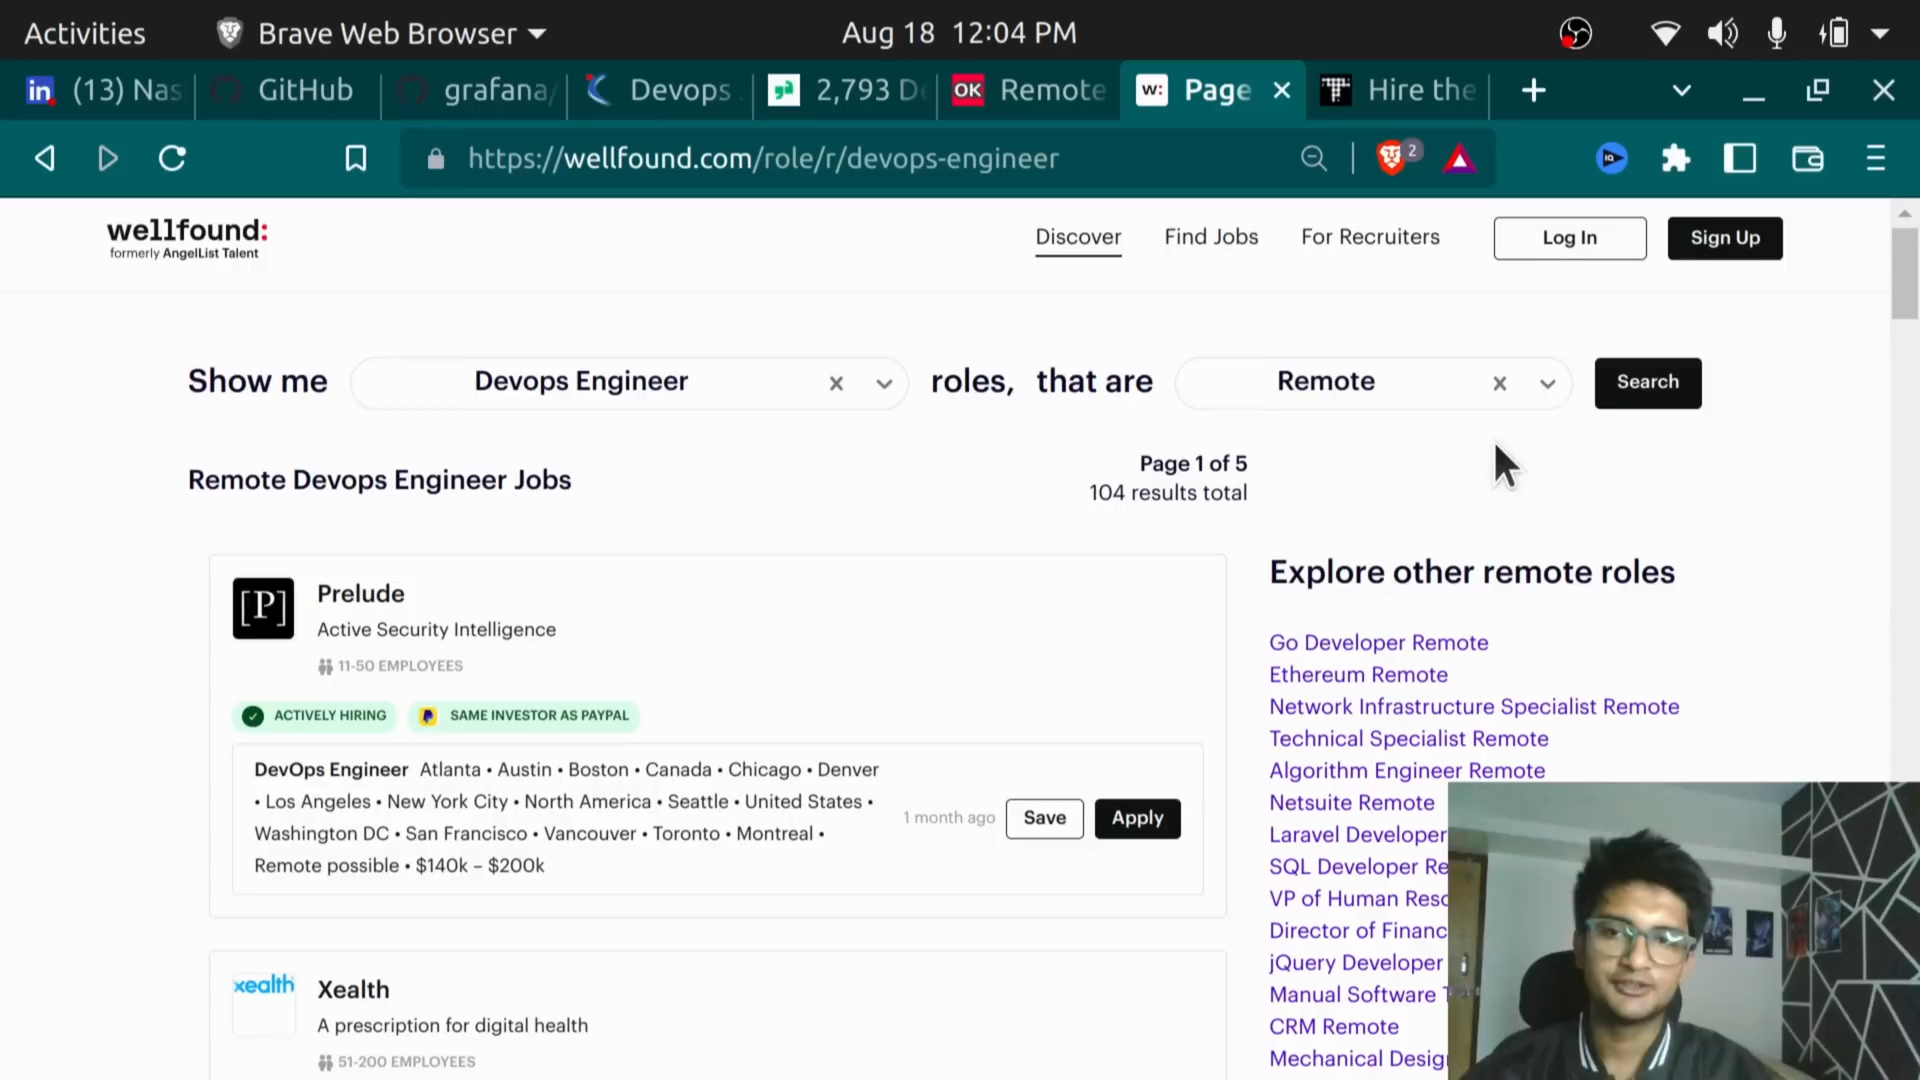 Activities
Brave Web Browser
Aug 18 12:04 PM
in (13) Nas
GitHub
grafana/
Devops
2,793 D
OK Remote
w: Page
Hire the
https://wellfound.com/role/r/devops-engineer
2
IQ
wellfound:
formerly AngelList Talent
Discover
Find Jobs
For Recruiters
Log In
Sign Up
Show me
Devops Engineer
roles, that are
Remote
Search
Remote Devops Engineer Jobs
Page 1 of 5
104 results total
[P]
Prelude
Active Security Intelligence
11-50 EMPLOYEES
ACTIVELY HIRING
SAME INVESTOR AS PAYPAL
DevOps Engineer Atlanta • Austin • Boston • Canada • Chicago • Denver
• Los Angeles • New York City • North America • Seattle • United States •
Washington DC • San Francisco • Vancouver • Toronto • Montreal •
Remote possible • $140k – $200k
1 month ago
Save
Apply
xealth
Xealth
A prescription for digital health
51-200 EMPLOYEES
Explore other remote roles
Go Developer Remote
Ethereum Remote
Network Infrastructure Specialist Remote
Technical Specialist Remote
Algorithm Engineer Remote
Netsuite Remote
Laravel Developer
SQL Developer Re
VP of Human Reso
Director of Financ
jQuery Developer
Manual Software T
CRM Remote
Mechanical Design